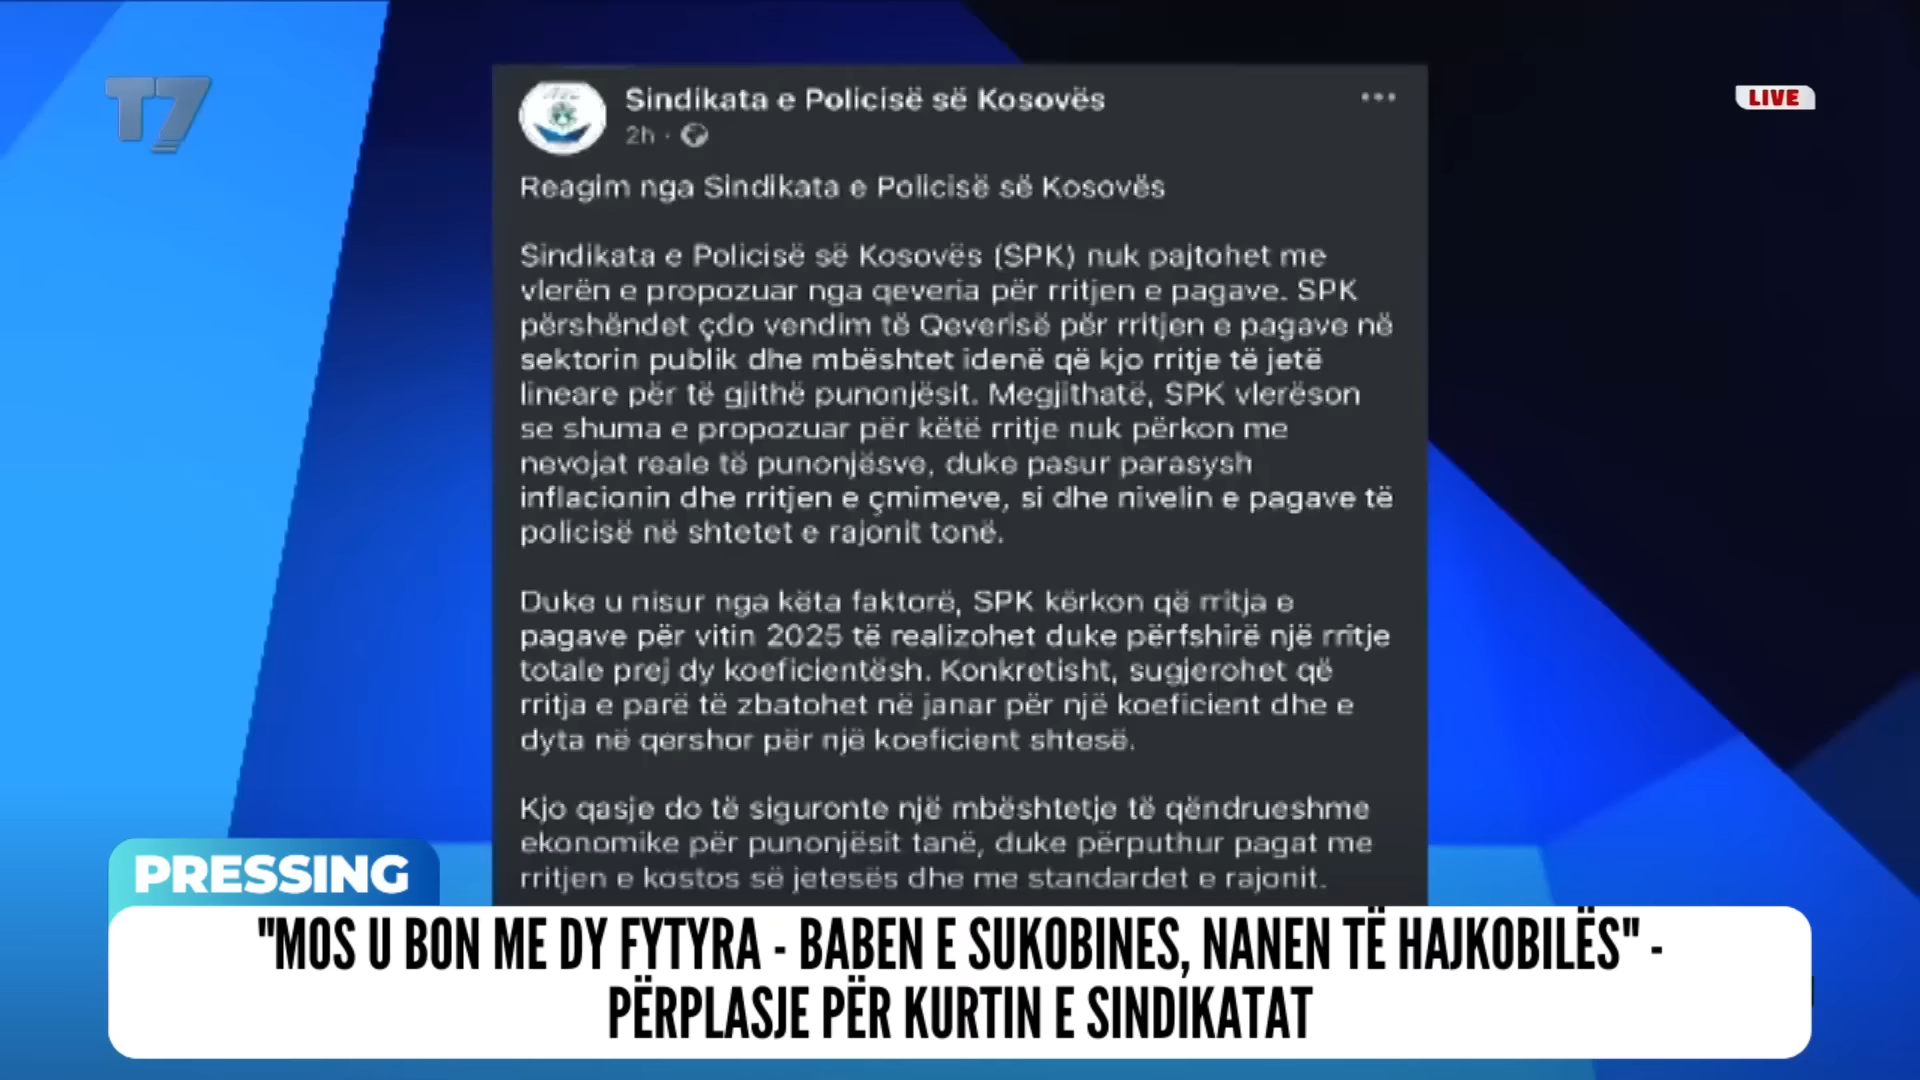 T7
LIVE
Sindikata e Policisë së Kosovës
2h ·
Reagim nga Sindikata e Policisë së Kosovës
Sindikata e Policisë së Kosovës (SPK) nuk pajtohet me
vlerën e propozuar nga qeveria për rritjen e pagave. SPK
përshëndet çdo vendim të Qeverisë për rritjen e pagave në
sektorin publik dhe mbështet idenë që kjo rritje të jetë
lineare për të gjithë punonjësit. Megjithatë, SPK vlerëson
se shuma e propozuar për këtë rritje nuk përkon me
nevojat reale të punonjësve, duke pasur parasysh
inflacionin dhe rritjen e çmimeve, si dhe nivelin e pagave të
policisë në shtetet e rajonit tonë.
Duke u nisur nga këta faktorë, SPK kërkon që rritja e
pagave për vitin 2025 të realizohet duke përfshirë një rritje
totale prej dy koeficientësh. Konkretisht, sugjerohet që
rritja e parë të zbatohet në janar për një koeficient dhe e
dyta në qershor për një koeficient shtesë.
Kjo qasje do të siguronte një mbështetje të qëndrueshme
ekonomike për punonjësit tanë, duke përputhur pagat me
rritjen e kostos së jetesës dhe me standardet e rajonit.
PRESSING
"MOS U BON ME DY FYTYRA - BABEN E SUKOBINES, NANEN TË HAJKOBILËS" -
PËRPLASJE PËR KURTIN E SINDIKATAT